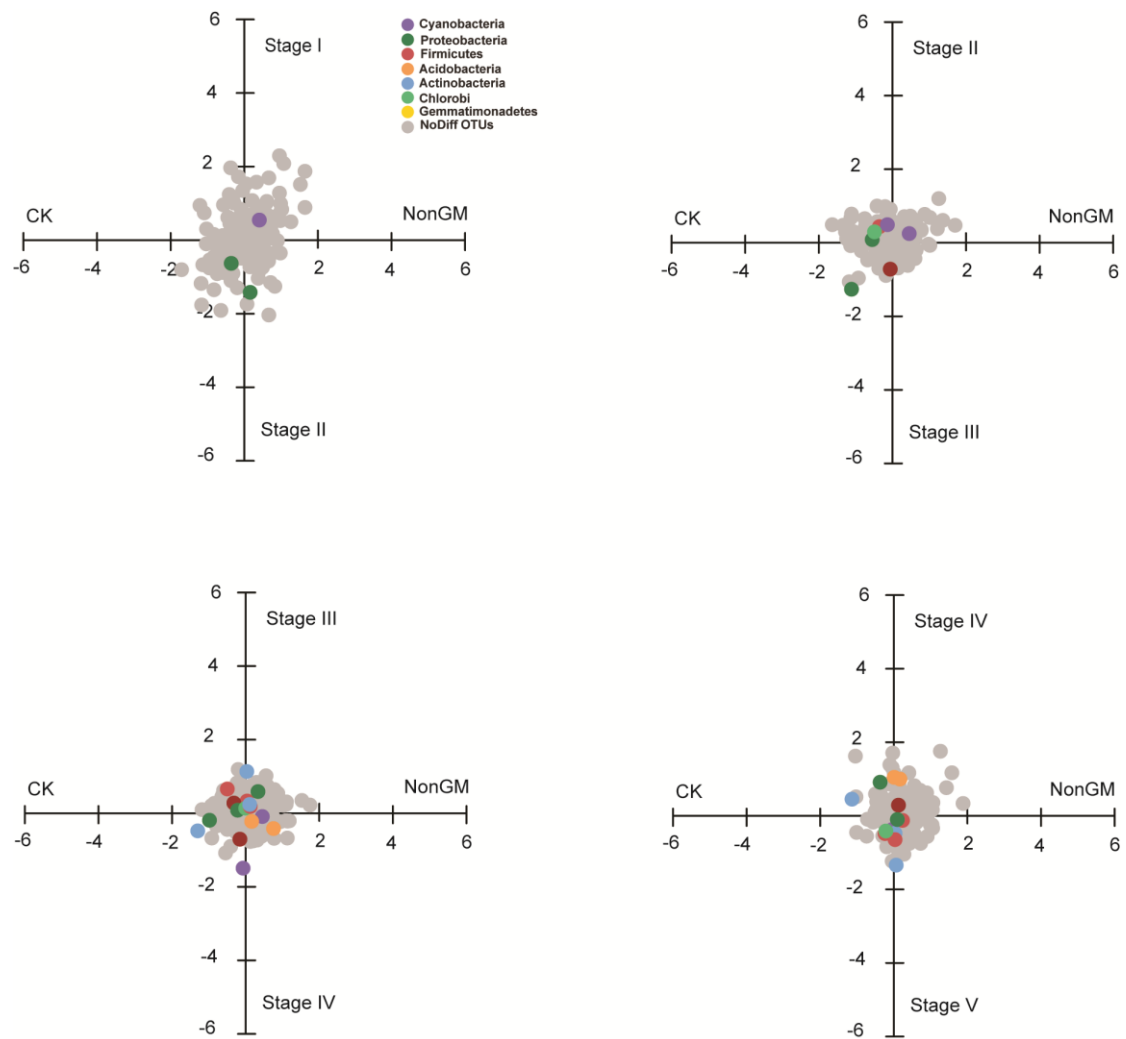 6
Stage I
4
2
CK
NonGM
-6
-4
-2
2
4
6
-2
-4
Stage II
-6
Cyanobacteria
Proteobacteria
Firmicutes
Acidobacteria
Actinobacteria
Chlorobi
Gemmatimonadetes
NoDiff OTUs
6
Stage II
4
2
CK
NonGM
-6
-4
-2
2
4
6
-2
-4
Stage III
-6
6
Stage III
4
2
CK
NonGM
-6
-4
-2
2
4
6
-2
-4
Stage IV
-6
6
Stage IV
4
2
CK
NonGM
-6
-4
-2
2
4
6
-2
-4
Stage V
-6